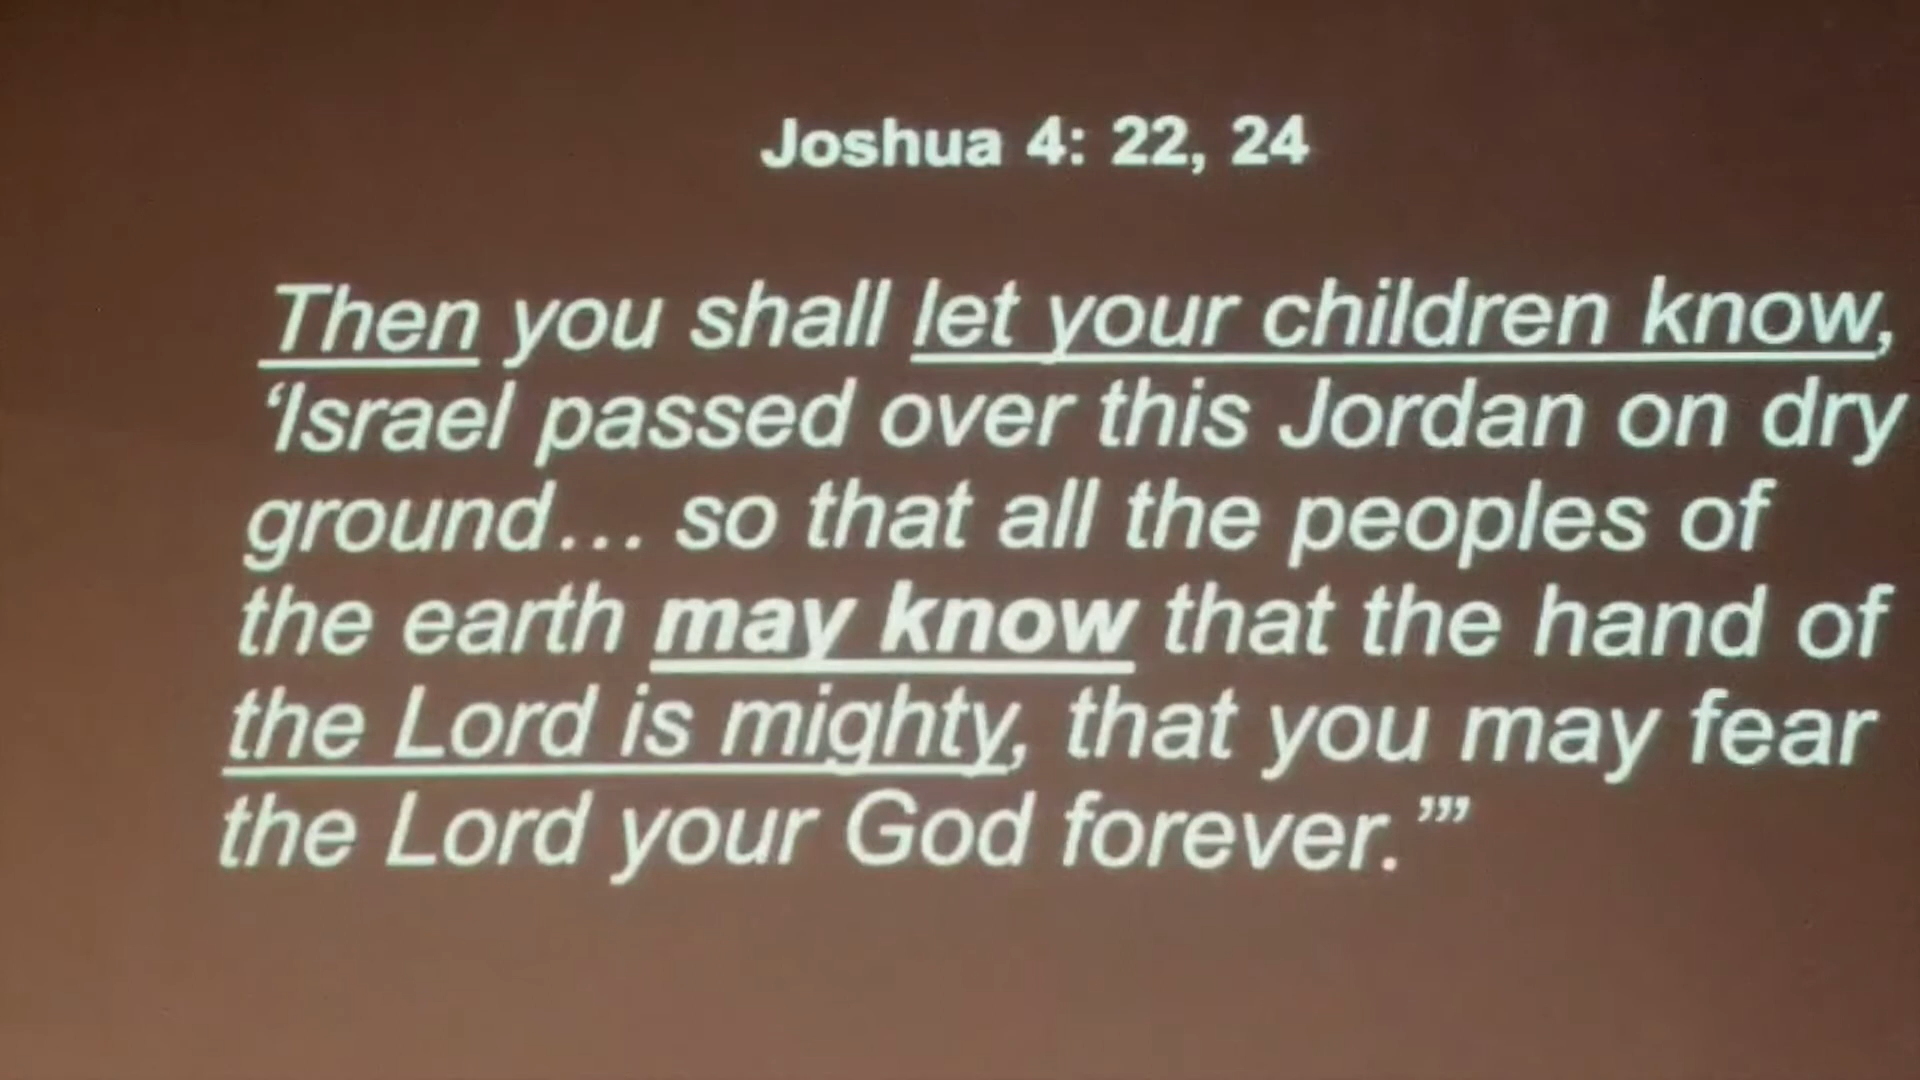 Joshua 4: 22, 24
Then you shall let your children know,
‘Israel passed over this Jordan on dry
ground… so that all the peoples of
the earth may know that the hand of
the Lord is mighty, that you may fear
the Lord your God forever.’”